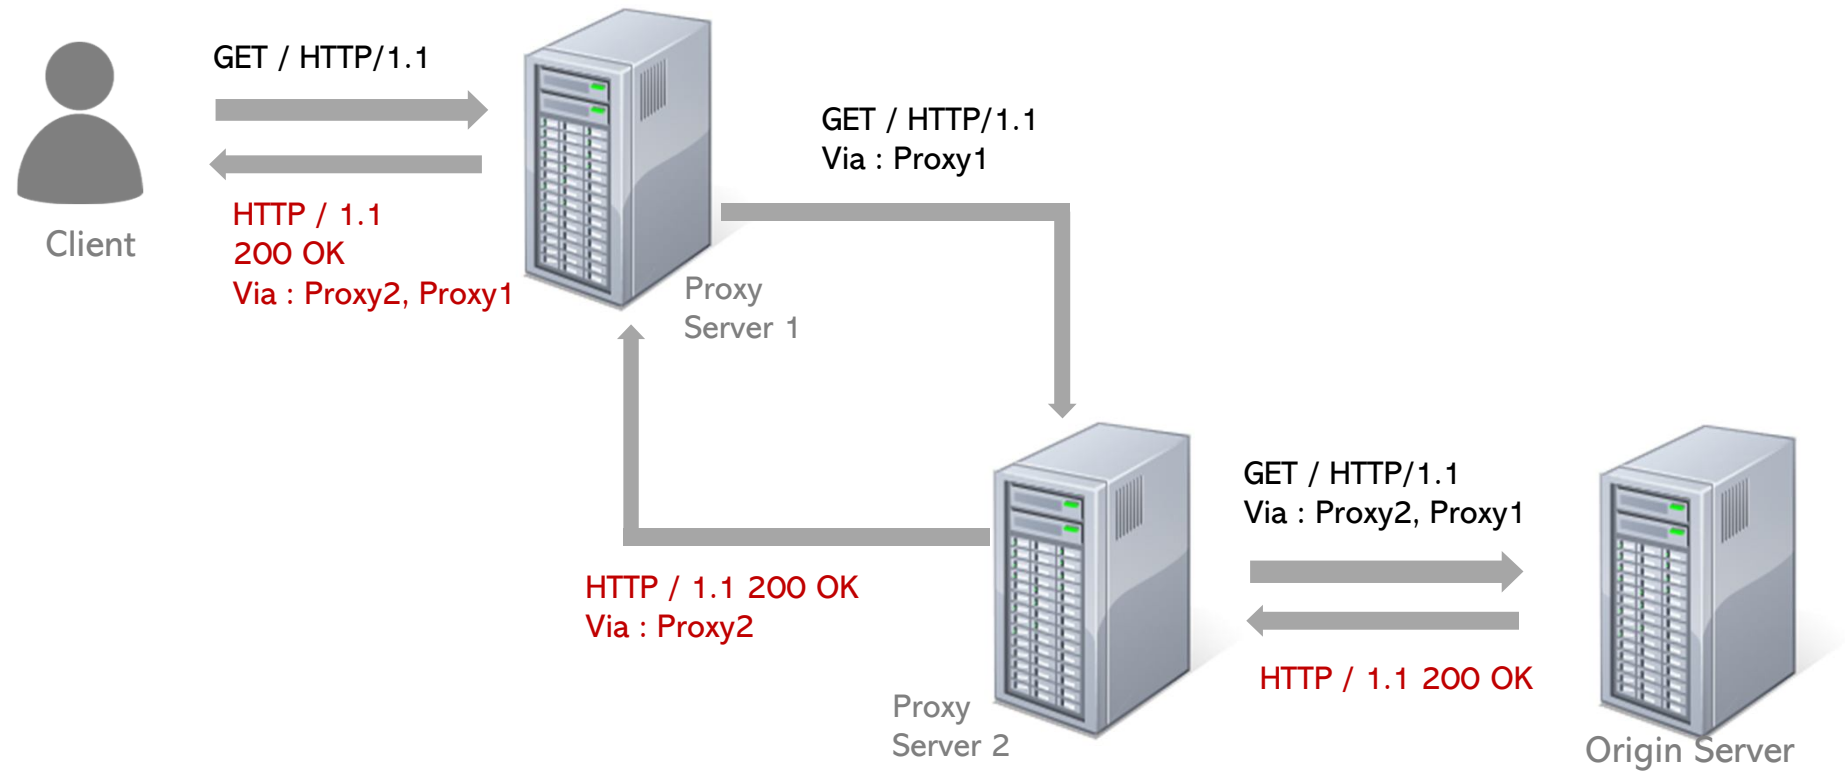 GET / HTTP/1.1
HTTP / 1.1
200 OK
Via : Proxy2, Proxy1
Client
GET / HTTP/1.1
Via : Proxy1
Proxy
Server 1
HTTP / 1.1 200 OK
Via : Proxy2
Proxy
Server 2
GET / HTTP/1.1
Via : Proxy2, Proxy1
HTTP / 1.1 200 OK
Origin Server